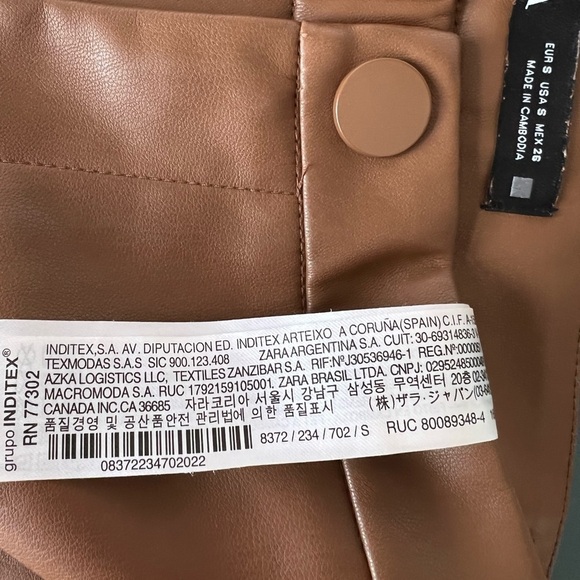 EUR S USA S MEX 26
MADE IN CAMBODIA
grupo INDITEX®
RN 77302
INDITEX,S.A. AV. DIPUTACION ED. INDITEX ARTEIXO A CORUÑA(SPAIN) C.I.F.
TEXMODAS S.A.S SIC 900.123.408 ZARA ARGENTINA S.A. CUIT: 30-69314836-
AZKA LOGISTICS LLC, TEXTILES ZANZIBAR S.A. RIF:Nº:J30536946-1 REG.Nº:
MACROMODA S.A. RUC 1792159105001. ZARA BRASIL LTDA. CNPJ:
CANADA INC.CA 36685 자라코리아 서울시 강남구 삼성동 무역센터 20층
품질경영 및 공산품안전 관리법에 의한 품질표시 (株)ザラ・ジャパン
8372 / 234 / 702 / S RUC 80089348-4
08372234702022